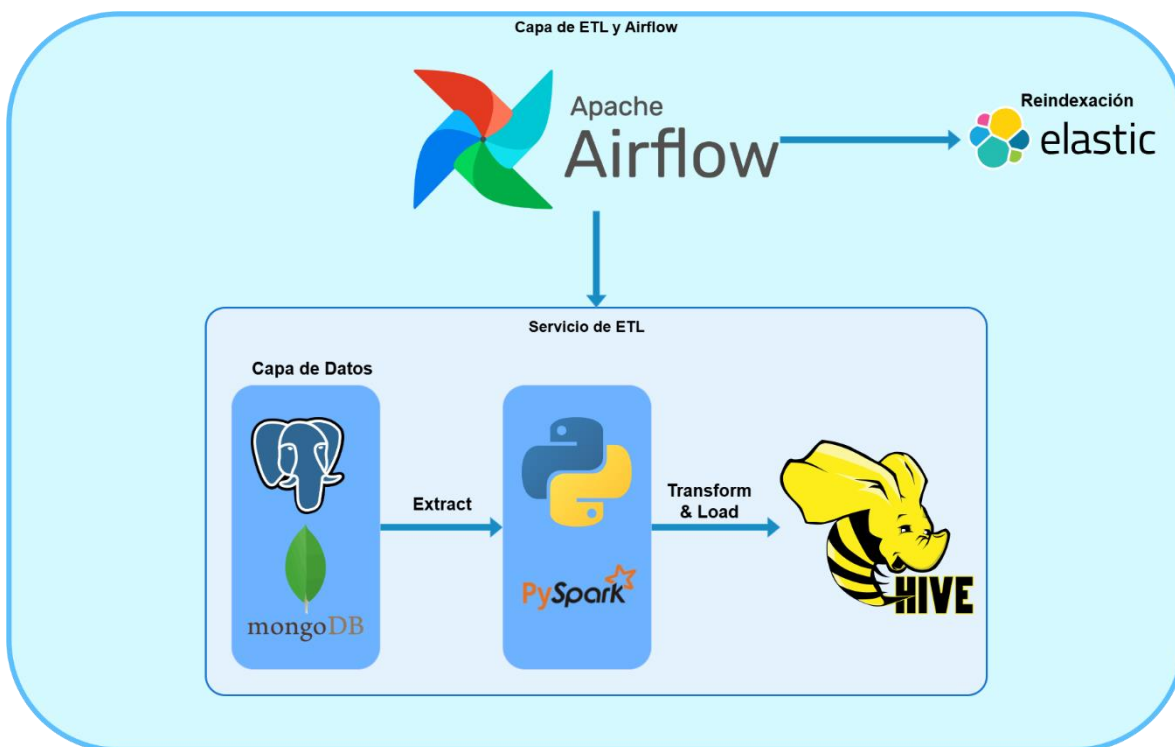 Capa de ETL y Airflow
Apache
Airflow
Reindexación
elastic
Servicio de ETL
Capa de Datos
mongoDB
Extract
PySpark
Transform
& Load
HIVE